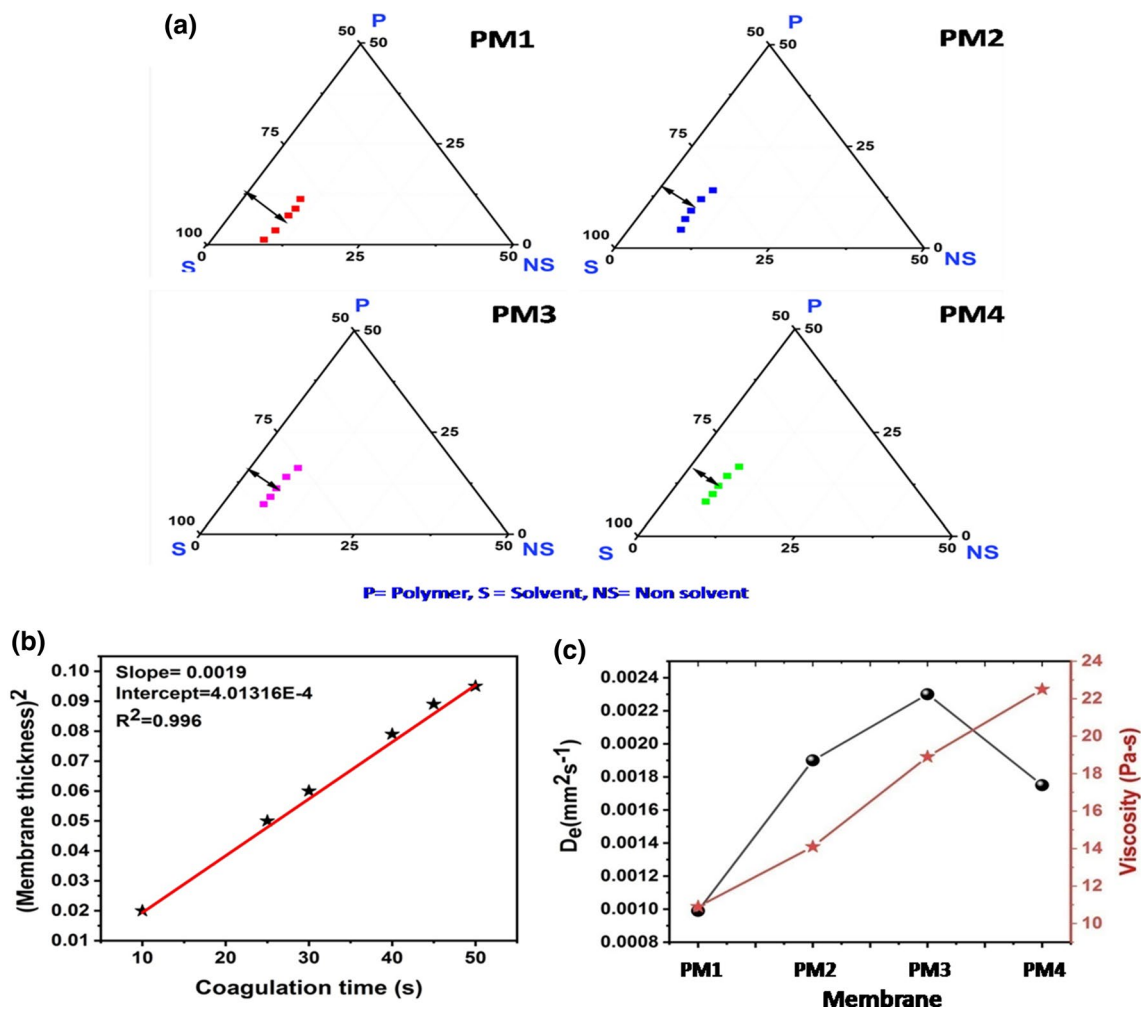 (a)
P
50
50
PM1
75
25
100
0
0
25
50
S
NS
P
50
50
PM2
75
25
100
0
0
25
50
S
NS
P
50
50
PM3
75
25
100
0
0
25
50
S
NS
P
50
50
PM4
75
25
100
0
0
25
50
S
NS
P= Polymer, S = Solvent, NS= Non solvent
(b)
Slope= 0.0019
Intercept=4.01316E-4
R²=0.996
(Membrane thickness)²
0.10
0.09
0.08
0.07
0.06
0.05
0.04
0.03
0.02
0.01
10 20 30 40 50
Coagulation time (s)
(c)
Dₑ(mm²s⁻¹)
0.0024
0.0022
0.0020
0.0018
0.0016
0.0014
0.0012
0.0010
0.0008
24
22
20
18
16
14
12
10
Viscosity (Pa-s)
PM1 PM2 PM3 PM4
Membrane